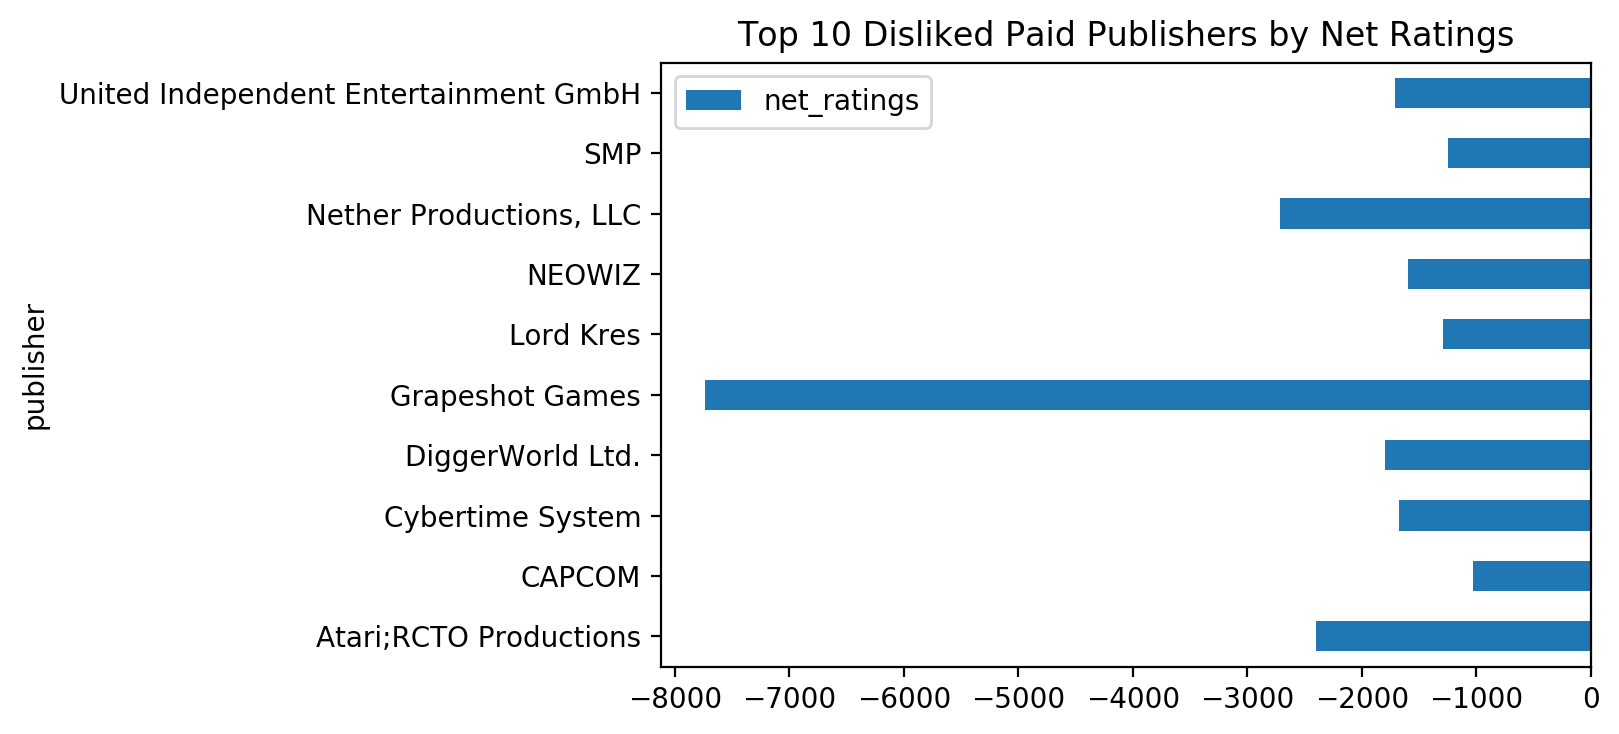 Top 10 Disliked Paid Publishers by Net Ratings
net_ratings
publisher
United Independent Entertainment GmbH
SMP
Nether Productions, LLC
NEOWIZ
Lord Kres
Grapeshot Games
DiggerWorld Ltd.
Cybertime System
CAPCOM
Atari;RCTO Productions
−8000 −7000 −6000 −5000 −4000 −3000 −2000 −1000 0